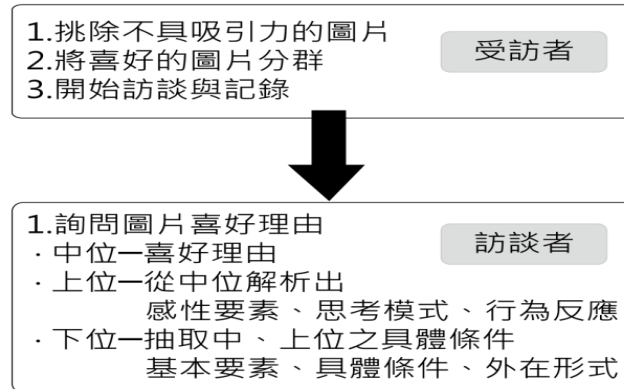 1.挑除不具吸引力的圖片
2.將喜好的圖片分群
3.開始訪談與記錄
受訪者
1.詢問圖片喜好理由
·中位—喜好理由
·上位—從中位解析出
感性要素、思考模式、行為反應
·下位—抽取中、上位之具體條件
基本要素、具體條件、外在形式
訪談者